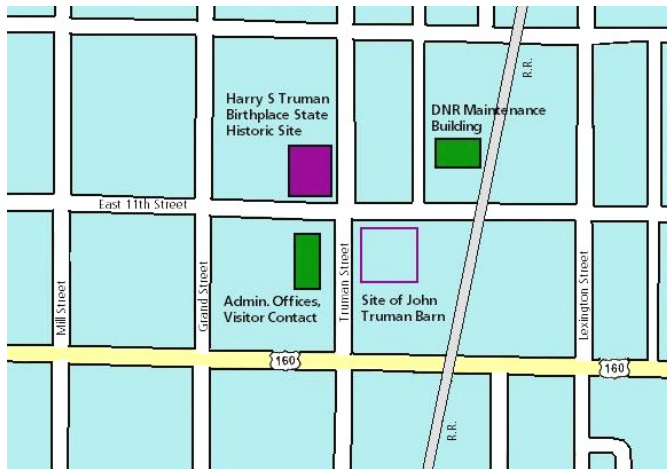 R.R.
Harry S Truman
Birthplace State
Historic Site
DNR Maintenance
Building
East 11th Street
Mill Street
Grand Street
Admin. Offices,
Visitor Contact
Truman Street
Site of John
Truman Barn
Lexington Street
160
160
R.R.